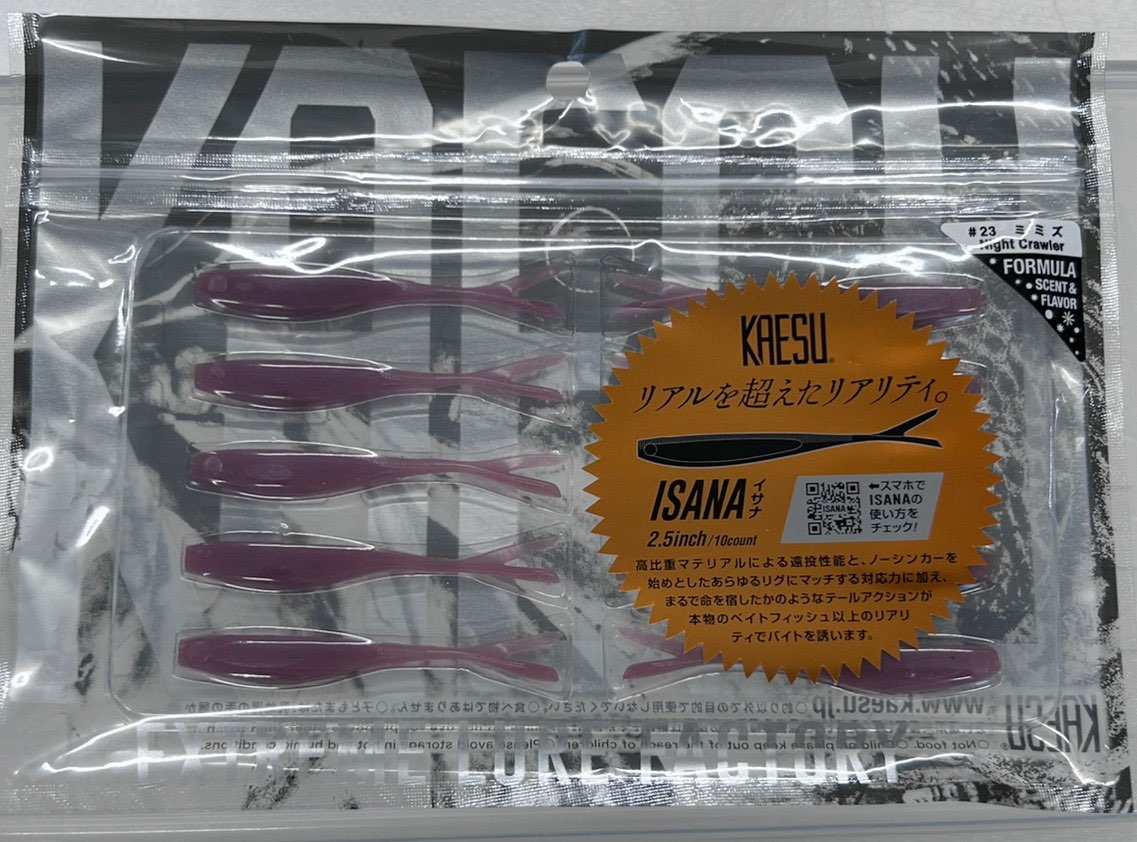 KAESU
#23 ミミズ
Night Crawler
FORMULA
SCENT &
FLAVOR
KAESU®
リアルを超えたリアリティ。
ISANA イサナ
2.5inch/10count
ISANA
←スマホで
ISANAの
使い方を
チェック!
高比重マテリアルによる遠投性能と、ノーシンカーを
始めとしたあらゆるリグにマッチする対応力に加え、
まるで命を宿したかのようなテールアクションが
本物のベイトフィッシュ以上のリアリ
ティでバイトを誘います。
www.kaesu.jp
KAESU
EXTREME LURE FACTORY